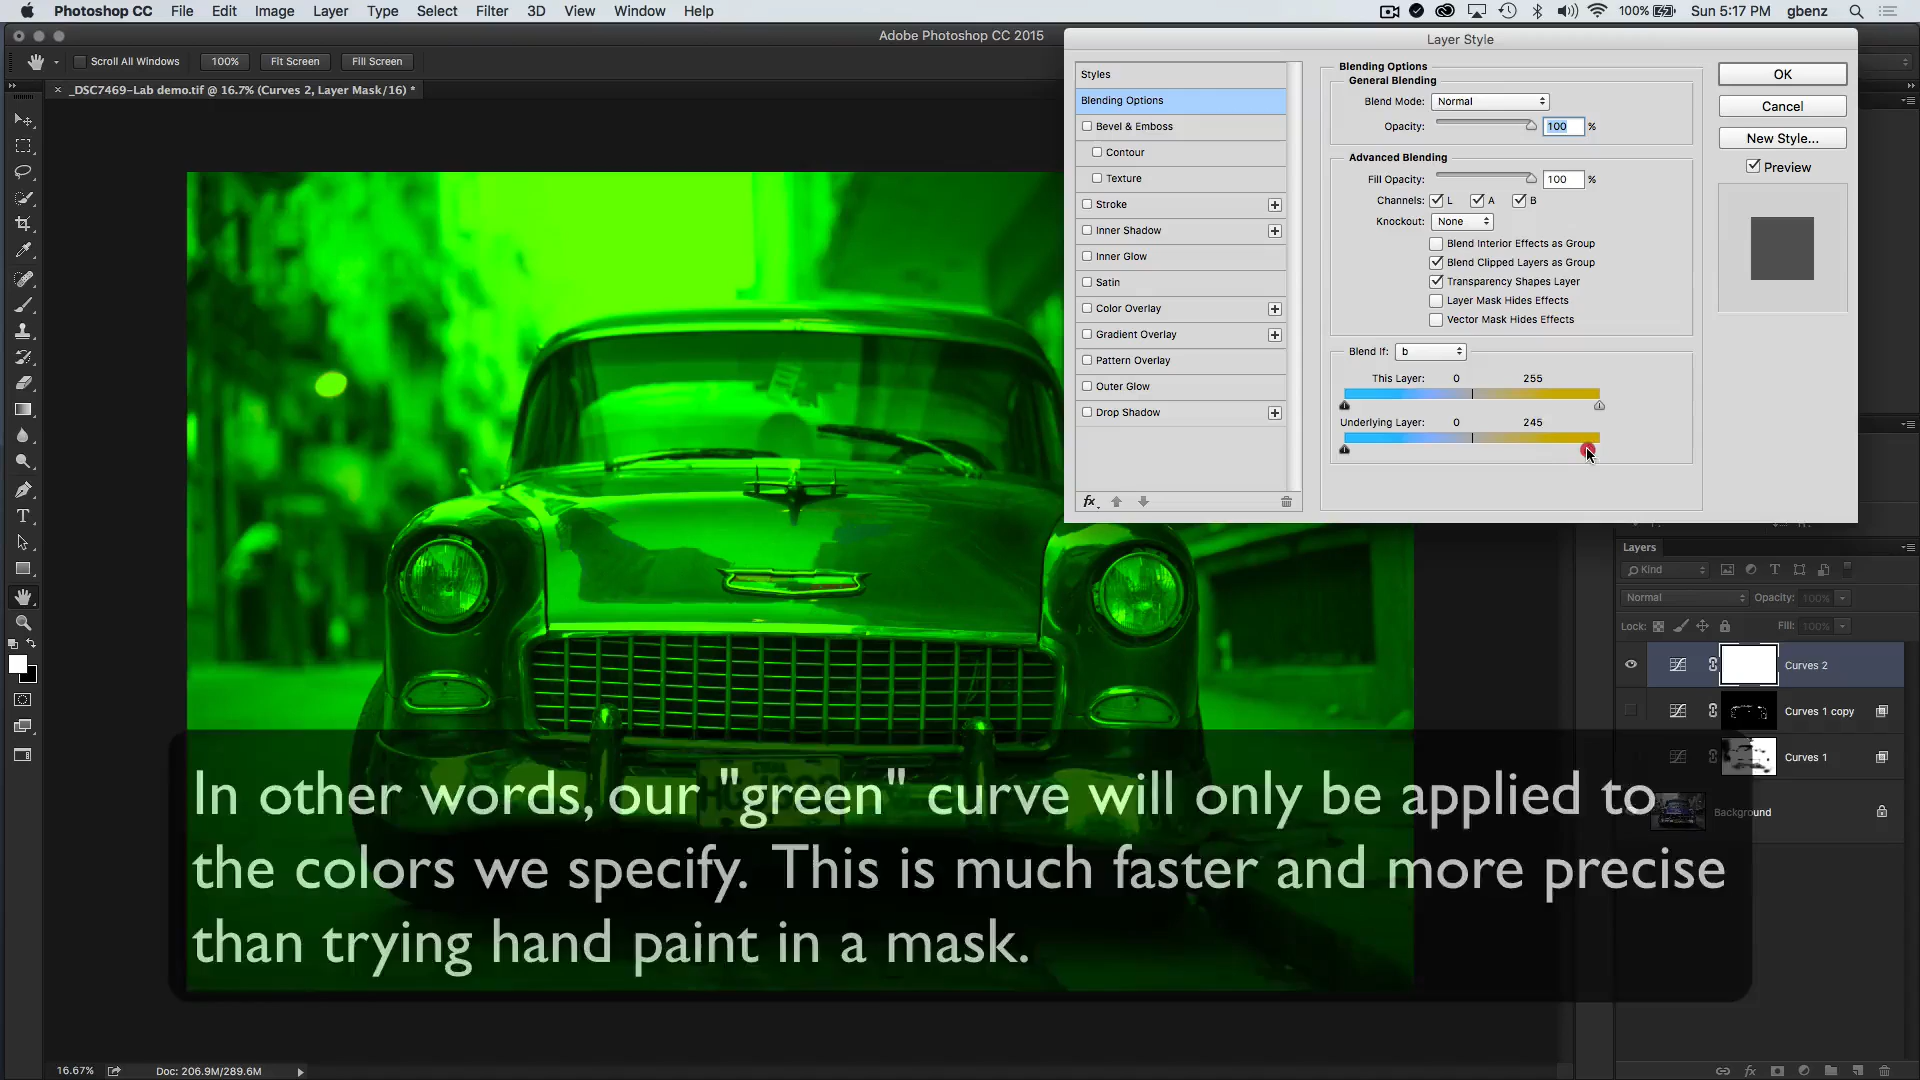 Photoshop CC File Edit Image Layer Type Select Filter 3D View Window Help 100% Sun 5:17 PM gbenz
Adobe Photoshop CC 2015
Scroll All Windows 100% Fit Screen Fill Screen
_DSC7469-Lab demo.tif @ 16.7% (Curves 2, Layer Mask/16) *
Layer Style
Styles
Blending Options
Bevel & Emboss
Contour
Texture
Stroke
Inner Shadow
Inner Glow
Satin
Color Overlay
Gradient Overlay
Pattern Overlay
Outer Glow
Drop Shadow
fx
Blending Options
General Blending
Blend Mode: Normal
Opacity: 100 %
Advanced Blending
Fill Opacity: 100 %
Channels: L A B
Knockout: None
Blend Interior Effects as Group
Blend Clipped Layers as Group
Transparency Shapes Layer
Layer Mask Hides Effects
Vector Mask Hides Effects
Blend If: b
This Layer: 0 255
Underlying Layer: 0 245
OK
Cancel
New Style...
Preview
Layers
Kind
Normal Opacity: 100%
Lock: Fill: 100%
Curves 2
Curves 1 copy
Curves 1
Background
In other words, our "green" curve will only be applied to
the colors we specify. This is much faster and more precise
than trying hand paint in a mask.
16.67% Doc: 206.9M/289.6M